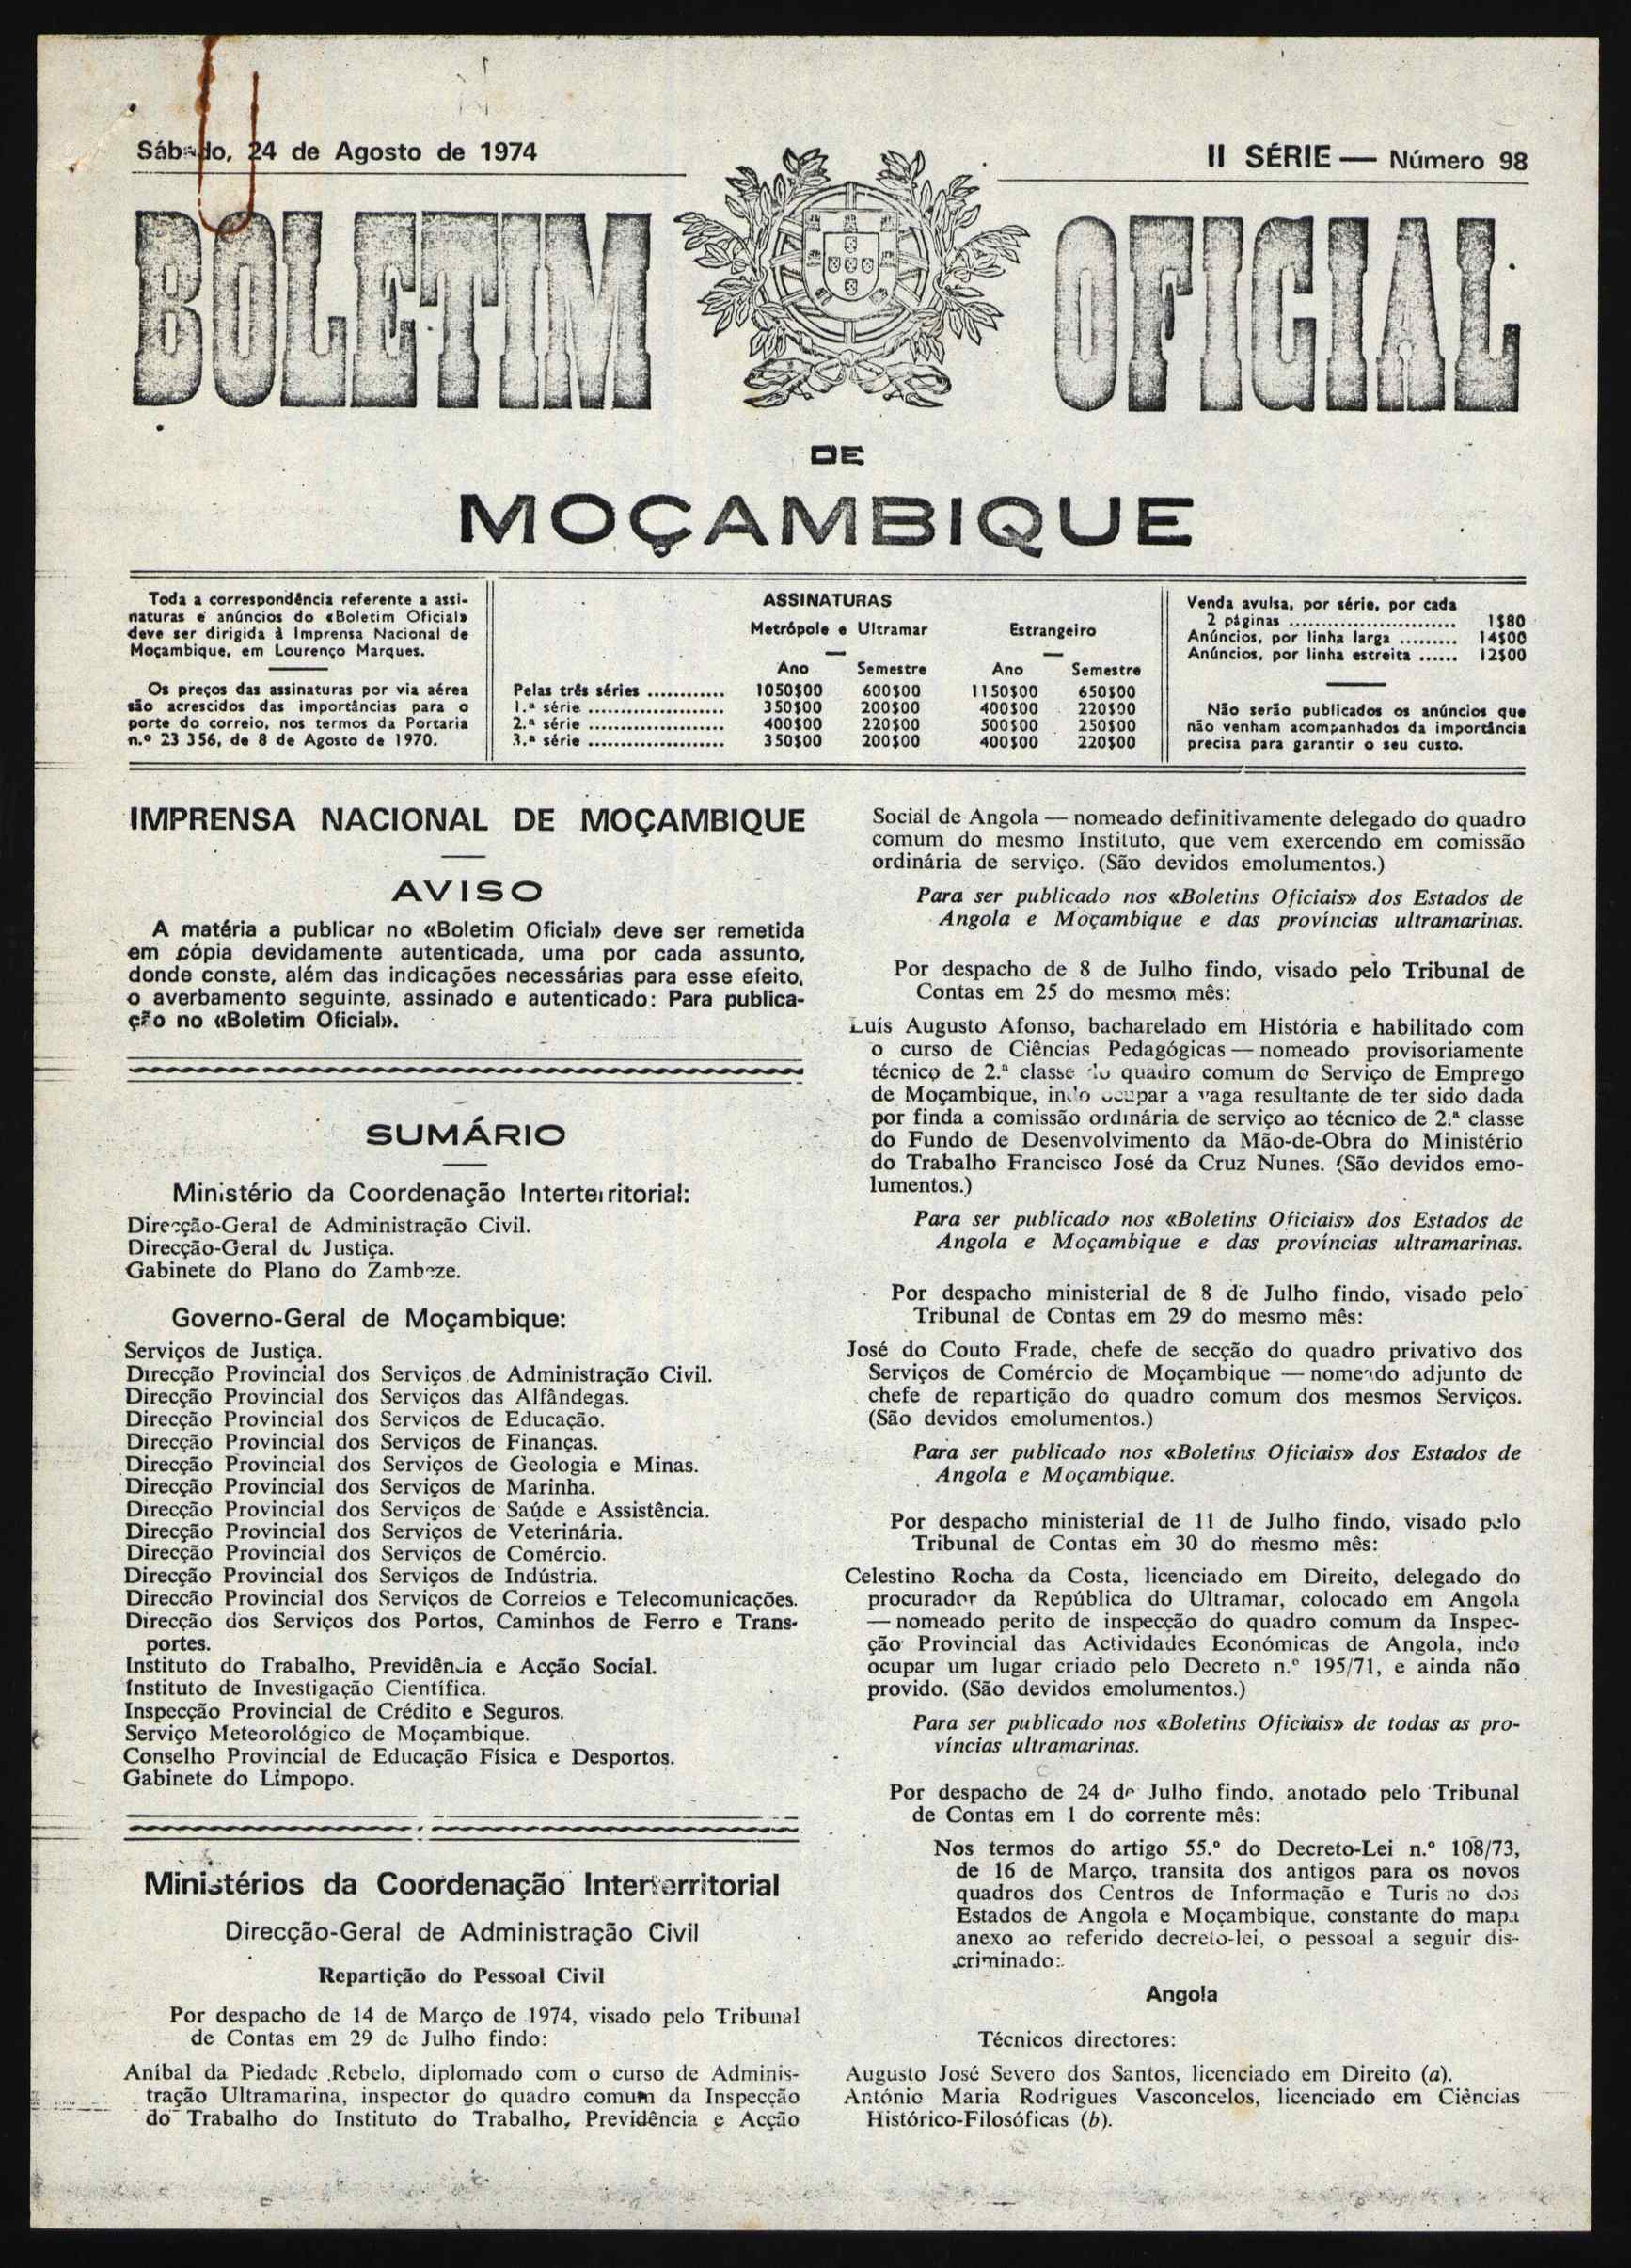 Sábado, 24 de Agosto de 1974
II SÉRIE — Número 98
BOLETIM OFICIAL
DE
MOÇAMBIQUE
Toda a correspondência referente a assi-
naturas e anúncios do «Boletim Oficial»
deve ser dirigida à Imprensa Nacional de
Moçambique, em Lourenço Marques.
Os preços das assinaturas por via aérea
são acrescidos das importâncias para o
porte do correio, nos termos da Portaria
n.º 23 356, de 8 de Agosto de 1970.
ASSINATURAS
Metrópole e Ultramar Estrangeiro
Ano Semestre Ano Semestre
Pelas três séries ............ 1050$00 600$00 1150$00 650$00
1.ª série ..................... 350$00 200$00 400$00 220$00
2.ª série ..................... 400$00 220$00 500$00 250$00
3.ª série ..................... 350$00 200$00 400$00 220$00
Venda avulsa, por série, por cada
2 páginas ......................... 1$80
Anúncios, por linha larga ......... 14$00
Anúncios, por linha estreita ...... 12$00
Não serão publicados os anúncios que
não venham acompanhados da importância
precisa para garantir o seu custo.
IMPRENSA NACIONAL DE MOÇAMBIQUE
AVISO
A matéria a publicar no «Boletim Oficial» deve ser remetida
em cópia devidamente autenticada, uma por cada assunto,
donde conste, além das indicações necessárias para esse efeito,
o averbamento seguinte, assinado e autenticado: Para publica-
ção no «Boletim Oficial».
SUMÁRIO
Ministério da Coordenação Interterritorial:
Direcção-Geral de Administração Civil.
Direcção-Geral de Justiça.
Gabinete do Plano do Zambeze.
Governo-Geral de Moçambique:
Serviços de Justiça.
Direcção Provincial dos Serviços de Administração Civil.
Direcção Provincial dos Serviços das Alfândegas.
Direcção Provincial dos Serviços de Educação.
Direcção Provincial dos Serviços de Finanças.
Direcção Provincial dos Serviços de Geologia e Minas.
Direcção Provincial dos Serviços de Marinha.
Direcção Provincial dos Serviços de Saúde e Assistência.
Direcção Provincial dos Serviços de Veterinária.
Direcção Provincial dos Serviços de Comércio.
Direcção Provincial dos Serviços de Indústria.
Direcção Provincial dos Serviços de Correios e Telecomunicações.
Direcção dos Serviços dos Portos, Caminhos de Ferro e Trans-
portes.
Instituto do Trabalho, Previdência e Acção Social.
Instituto de Investigação Científica.
Inspecção Provincial de Crédito e Seguros.
Serviço Meteorológico de Moçambique.
Conselho Provincial de Educação Física e Desportos.
Gabinete do Limpopo.
Ministérios da Coordenação Interterritorial
Direcção-Geral de Administração Civil
Repartição do Pessoal Civil
Por despacho de 14 de Março de 1974, visado pelo Tribunal
de Contas em 29 de Julho findo:
Aníbal da Piedade Rebelo, diplomado com o curso de Adminis-
tração Ultramarina, inspector do quadro comum da Inspecção
do Trabalho do Instituto do Trabalho, Previdência e Acção
Social de Angola — nomeado definitivamente delegado do quadro
comum do mesmo Instituto, que vem exercendo em comissão
ordinária de serviço. (São devidos emolumentos.)
Para ser publicado nos «Boletins Oficiais» dos Estados de
Angola e Moçambique e das províncias ultramarinas.
Por despacho de 8 de Julho findo, visado pelo Tribunal de
Contas em 25 do mesmo mês:
Luís Augusto Afonso, bacharelado em História e habilitado com
o curso de Ciências Pedagógicas — nomeado provisoriamente
técnico de 2.ª classe do quadro comum do Serviço de Emprego
de Moçambique, indo ocupar a vaga resultante de ter sido dada
por finda a comissão ordinária de serviço ao técnico de 2.ª classe
do Fundo de Desenvolvimento da Mão-de-Obra do Ministério
do Trabalho Francisco José da Cruz Nunes. (São devidos emo-
lumentos.)
Para ser publicado nos «Boletins Oficiais» dos Estados de
Angola e Moçambique e das províncias ultramarinas.
Por despacho ministerial de 8 de Julho findo, visado pelo
Tribunal de Contas em 29 do mesmo mês:
José do Couto Frade, chefe de secção do quadro privativo dos
Serviços de Comércio de Moçambique — nomeado adjunto de
chefe de repartição do quadro comum dos mesmos Serviços.
(São devidos emolumentos.)
Para ser publicado nos «Boletins Oficiais» dos Estados de
Angola e Moçambique.
Por despacho ministerial de 11 de Julho findo, visado pelo
Tribunal de Contas em 30 do mesmo mês:
Celestino Rocha da Costa, licenciado em Direito, delegado do
procurador da República do Ultramar, colocado em Angola
— nomeado perito de inspecção do quadro comum da Inspec-
ção Provincial das Actividades Económicas de Angola, indo
ocupar um lugar criado pelo Decreto n.º 195/71, e ainda não
provido. (São devidos emolumentos.)
Para ser publicado nos «Boletins Oficiais» de todas as pro-
víncias ultramarinas.
Por despacho de 24 de Julho findo, anotado pelo Tribunal
de Contas em 1 do corrente mês:
Nos termos do artigo 55.º do Decreto-Lei n.º 108/73,
de 16 de Março, transita dos antigos para os novos
quadros dos Centros de Informação e Turismo dos
Estados de Angola e Moçambique, constante do mapa
anexo ao referido decreto-lei, o pessoal a seguir dis-
criminado:
Angola
Técnicos directores:
Augusto José Severo dos Santos, licenciado em Direito (a).
António Maria Rodrigues Vasconcelos, licenciado em Ciências
Histórico-Filosóficas (b).